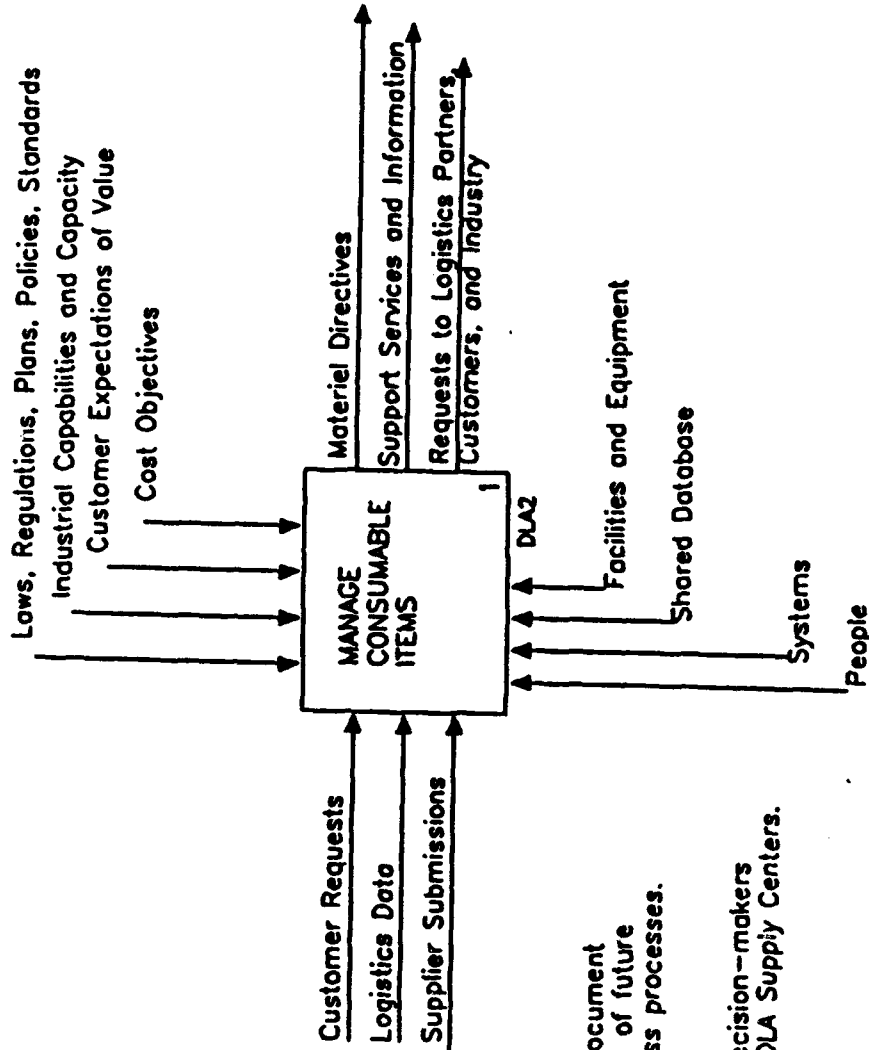 Laws, Regulations, Plans, Policies, Standards
Industrial Capabilities and Capacity
Customer Expectations of Value
Cost Objectives
Customer Requests
Logistics Data
Supplier Submissions
MANAGE
CONSUMABLE
ITEMS
1
DLA2
Materiel Directives
Support Services and Information
Requests to Logistics Partners,
Customers, and Industry
Facilities and Equipment
Shared Database
Systems
People
of future
processes.
DLA Supply Centers.